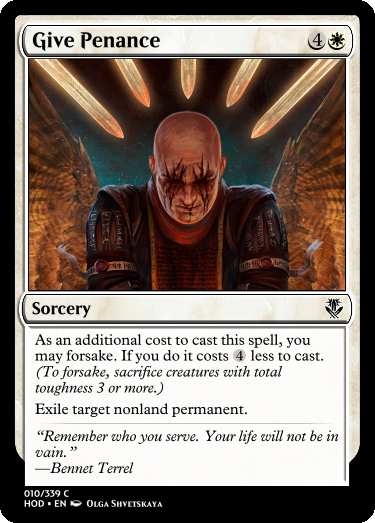 Give Penance 4
Sorcery
As an additional cost to cast this spell, you
may forsake. If you do it costs 4 less to cast.
(To forsake, sacrifice creatures with total
toughness 3 or more.)
Exile target nonland permanent.
“Remember who you serve. Your life will not be in
vain.”
—Bennet Terrel
010/339 C
HOD • EN Olga Shvetskaya